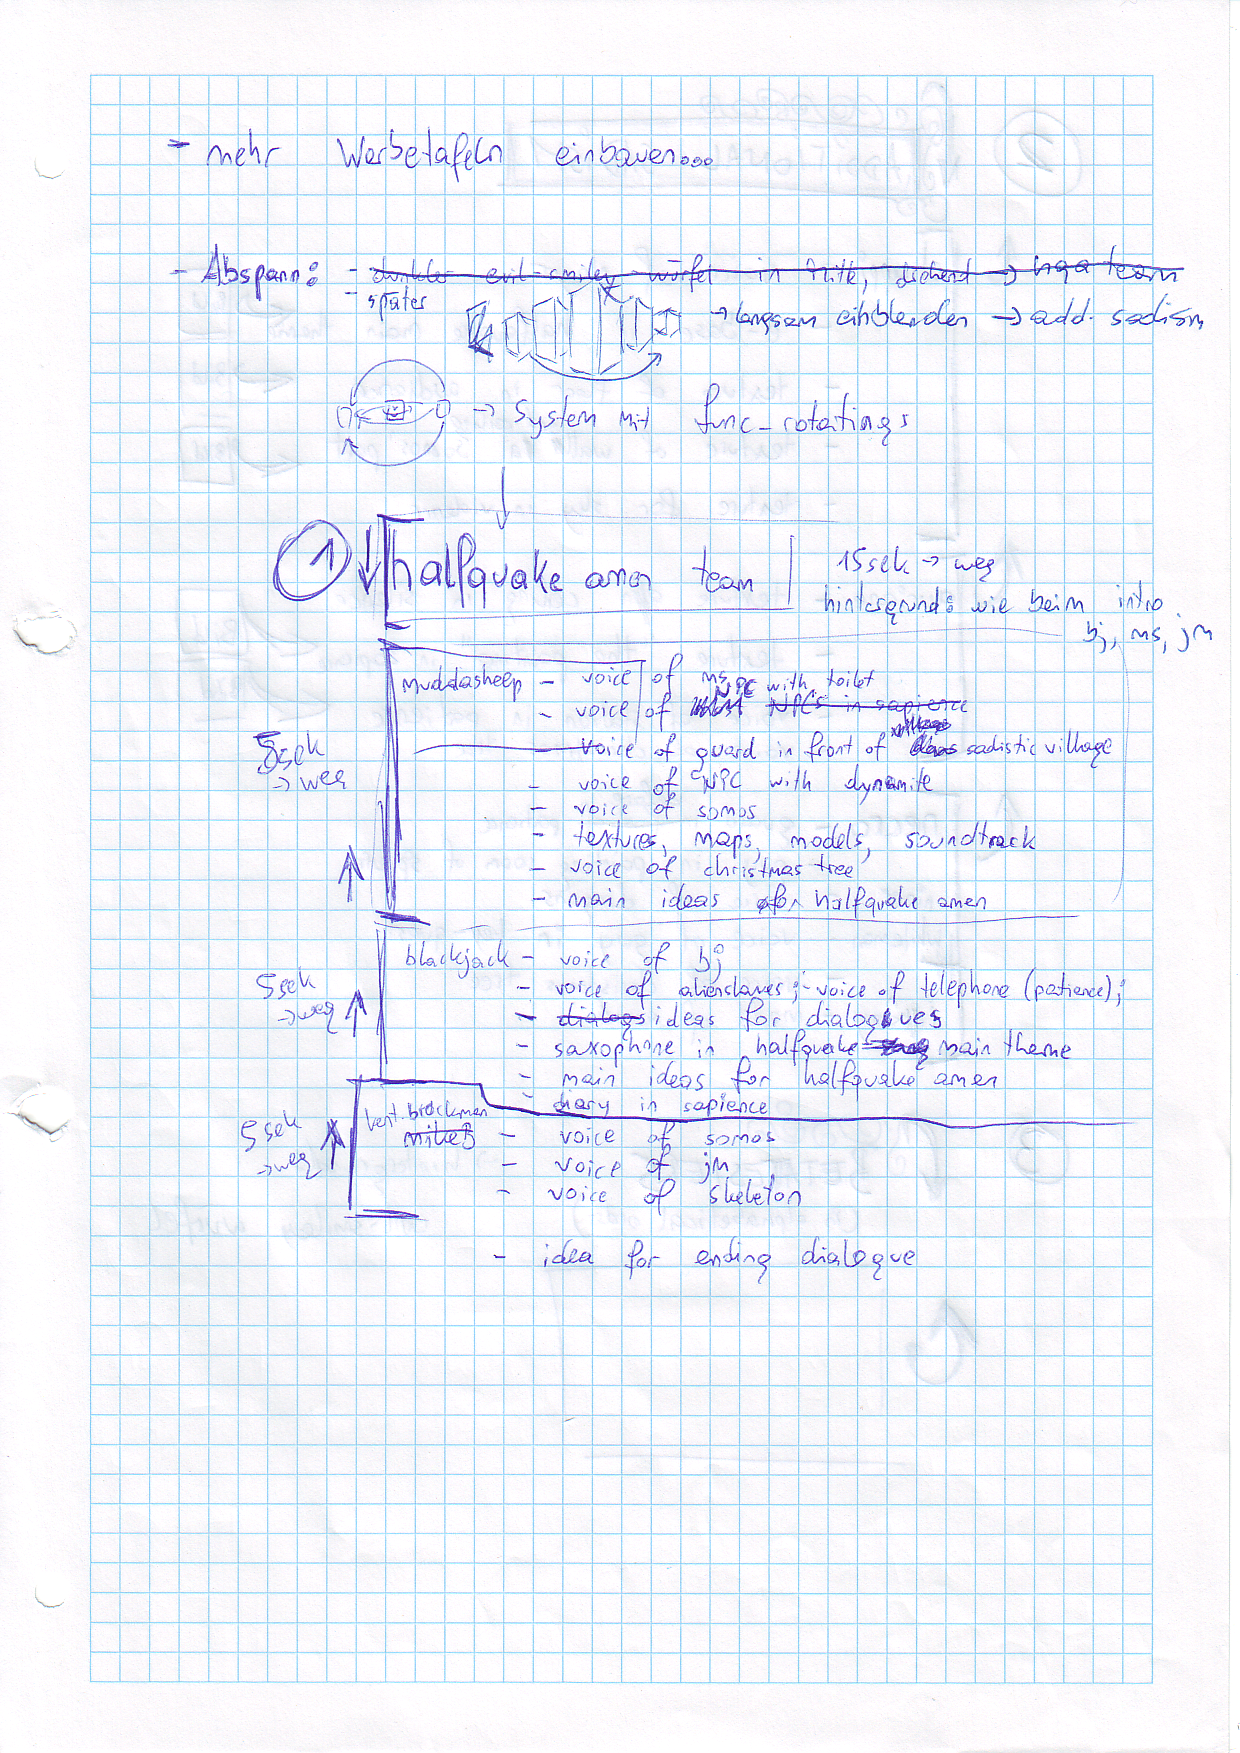 - mehr Werbetafeln einbauen...
- Abspann: - dunkler evil-smiley-würfel in mitte, drehend → hqa team
- später
→ langsam einblenden → add. sadism
→ System mit func_rotatings
1 ↓ halfquake amen team
15sek → weg
hintergrund: wie beim intro
bj, ms, jm
muddasheep - voice of ms
- voice of NPC with toilet
NPCs in sapience
- voice of guard in front of sadistic village
5sek → weg
- voice of NPC with dynamite
- voice of somos
- textures, maps, models, soundtrack
- voice of christmas tree
- main ideas for halfquake amen
blackjack - voice of bj
5sek → weg
- voice of alienslaves; - voice of telephone (patience);
- dialogs ideas for dialogues
- saxophone in halfquake main theme
- main ideas for halfquake amen
- diary in sapience
kent brockman
5sek → weg
- voice of somos
- voice of jm
- voice of skeleton
- idea for ending dialogue